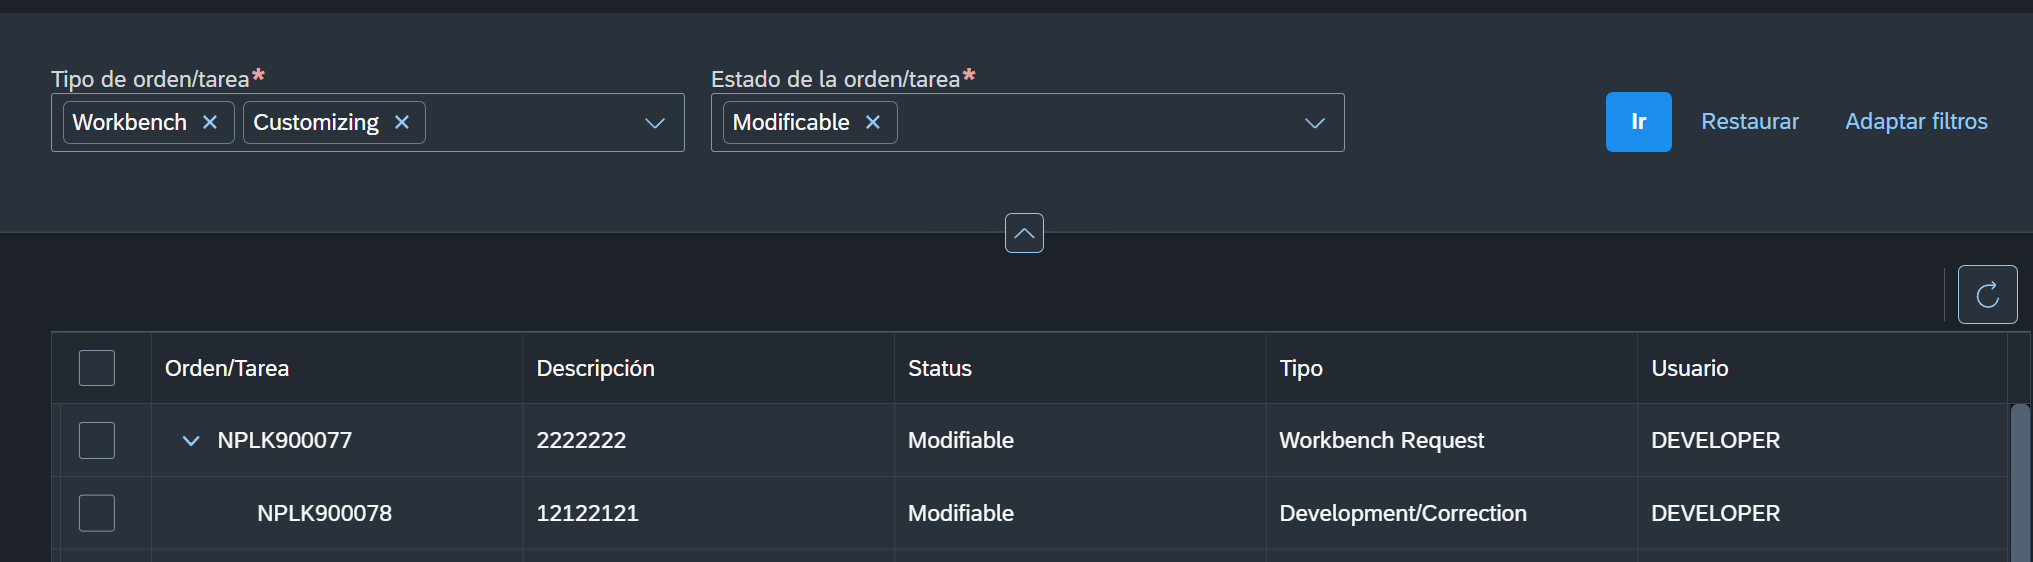 Tipo de orden/tarea* Estado de la orden/tarea*
Workbench Customizing Modificable Ir Restaurar Adaptar filtros
Orden/Tarea Descripción Status Tipo Usuario
NPLK900077 2222222 Modifiable Workbench Request DEVELOPER
NPLK900078 12122121 Modifiable Development/Correction DEVELOPER